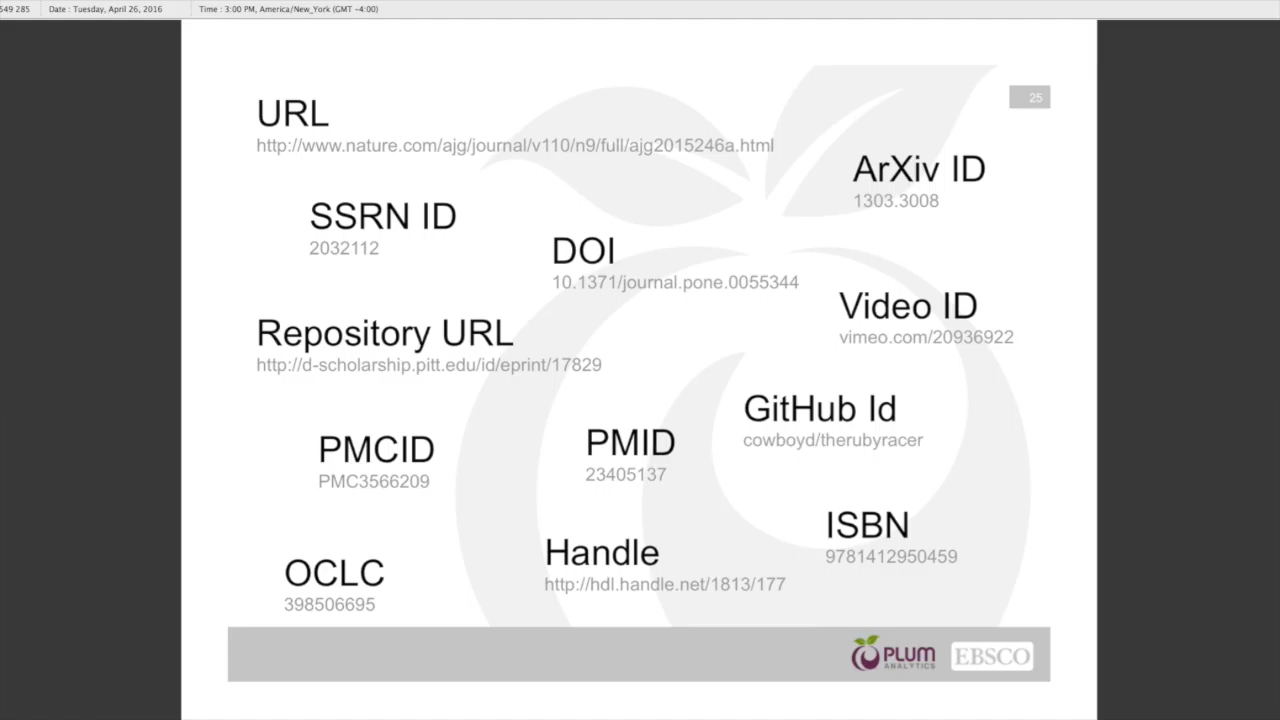 549 285 Date : Tuesday, April 26, 2016 Time : 3:00 PM, America/New_York (GMT -4:00)
25
URL
http://www.nature.com/ajg/journal/v110/n9/full/ajg2015246a.html
ArXiv ID
1303.3008
SSRN ID
2032112
DOI
10.1371/journal.pone.0055344
Video ID
vimeo.com/20936922
Repository URL
http://d-scholarship.pitt.edu/id/eprint/17829
GitHub Id
cowboyd/therubyracer
PMCID
PMC3566209
PMID
23405137
ISBN
9781412950459
Handle
http://hdl.handle.net/1813/177
OCLC
398506695
PLUM
ANALYTICS
EBSCO